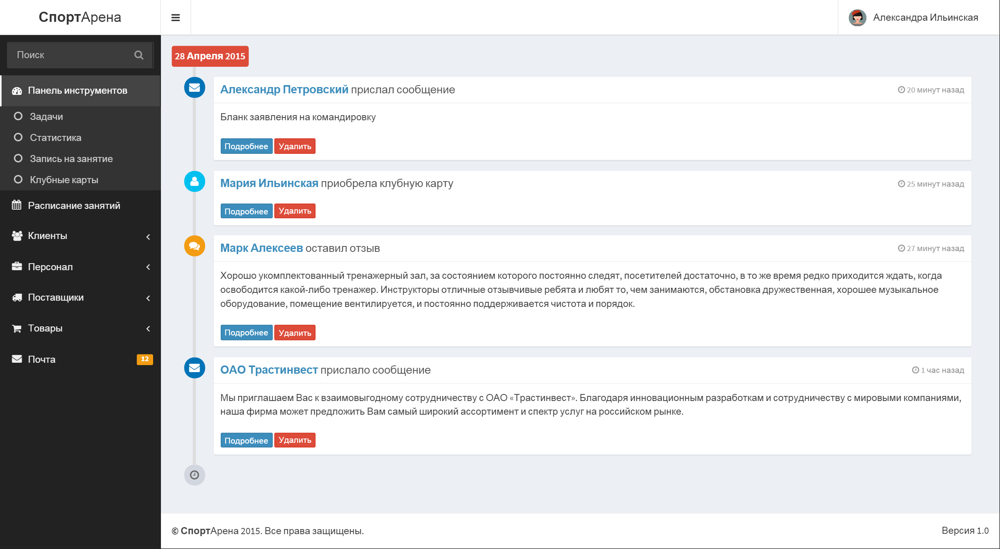 СпортАрена
Александра Ильинская
Поиск
Панель инструментов
Задачи
Статистика
Запись на занятие
Клубные карты
Расписание занятий
Клиенты
Персонал
Поставщики
Товары
Почта 12
28 Апреля 2015
Александр Петровский прислал сообщение 20 минут назад
Бланк заявления на командировку
Подробнее Удалить
Мария Ильинская приобрела клубную карту 25 минут назад
Подробнее Удалить
Марк Алексеев оставил отзыв 27 минут назад
Хорошо укомплектованный тренажерный зал, за состоянием которого постоянно следят, посетителей достаточно, в то же время редко приходится ждать, когда
освободится какой-либо тренажер. Инструкторы отличные отзывчивые ребята и любят то, чем занимаются, обстановка дружественная, хорошее музыкальное
оборудование, помещение вентилируется, и постоянно поддерживается чистота и порядок.
Подробнее Удалить
ОАО Трастинвест прислало сообщение 1 час назад
Мы приглашаем Вас к взаимовыгодному сотрудничеству с ОАО «Трастинвест». Благодаря инновационным разработкам и сотрудничеству с мировыми компаниями,
наша фирма может предложить Вам самый широкий ассортимент и спектр услуг на российском рынке.
Подробнее Удалить
© СпортАрена 2015. Все права защищены.
Версия 1.0